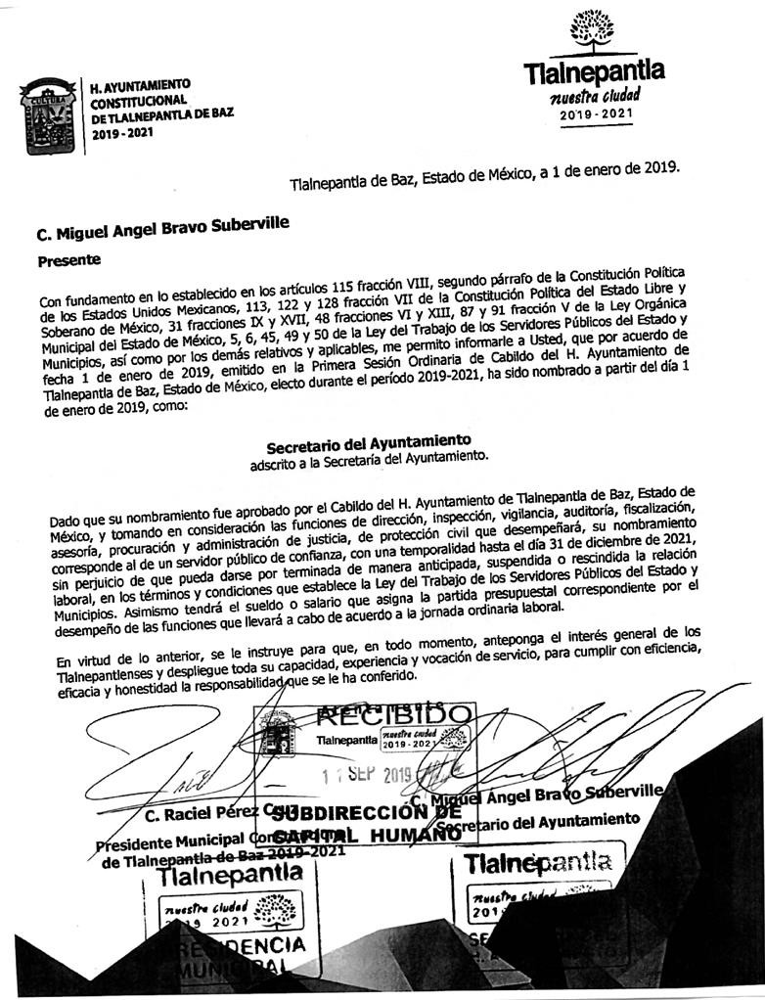 H. AYUNTAMIENTO
CONSTITUCIONAL
DE TLALNEPANTLA DE BAZ
2019 - 2021
CULTURA
Tlalnepantla
nuestra ciudad
2019 - 2021
Tlalnepantla de Baz, Estado de México, a 1 de enero de 2019.
C. Miguel Angel Bravo Suberville
Presente
Con fundamento en lo establecido en los artículos 115 fracción VIII, segundo párrafo de la Constitución Política
de los Estados Unidos Mexicanos, 113, 122 y 128 fracción VII de la Constitución Política del Estado Libre y
Soberano de México, 31 fracciones IX y XVII, 48 fracciones VI y XIII, 87 y 91 fracción V de la Ley Orgánica
Municipal del Estado de México, 5, 6, 45, 49 y 50 de la Ley del Trabajo de los Servidores Públicos del Estado y
Municipios, así como por los demás relativos y aplicables, me permito informarle a Usted, que por acuerdo de
fecha 1 de enero de 2019, emitido en la Primera Sesión Ordinaria de Cabildo del H. Ayuntamiento de
Tlalnepantla de Baz, Estado de México, electo durante el período 2019-2021, ha sido nombrado a partir del día 1
de enero de 2019, como:
Secretario del Ayuntamiento
adscrito a la Secretaría del Ayuntamiento.
Dado que su nombramiento fue aprobado por el Cabildo del H. Ayuntamiento de Tlalnepantla de Baz, Estado de
México, y tomando en consideración las funciones de dirección, inspección, vigilancia, auditoría, fiscalización,
asesoría, procuración y administración de justicia, de protección civil que desempeñará, su nombramiento
corresponde al de un servidor público de confianza, con una temporalidad hasta el día 31 de diciembre de 2021,
sin perjuicio de que pueda darse por terminada de manera anticipada, suspendida o rescindida la relación
laboral, en los términos y condiciones que establece la Ley del Trabajo de los Servidores Públicos del Estado y
Municipios. Asimismo tendrá el sueldo o salario que asigna la partida presupuestal correspondiente por el
desempeño de las funciones que llevará a cabo de acuerdo a la jornada ordinaria laboral.
En virtud de lo anterior, se le instruye para que, en todo momento, anteponga el interés general de los
Tlalnepantlenses y despliegue toda su capacidad, experiencia y vocación de servicio, para cumplir con eficiencia,
eficacia y honestidad la responsabilidad que se le ha conferido.
Atentamente
RECIBIDO
Tlalnepantla
nuestra ciudad
2019 - 2021
SEP 2019
SUBDIRECCIÓN DE
CAPITAL HUMANO
C. Raciel Pérez
Presidente Municipal
de Tlalnepantla de Baz 2019-2021
C. Miguel Ángel Bravo Suberville
Secretario del Ayuntamiento
Tlalnepantla
nuestra ciudad
2019 2021
PRESIDENCIA
MUNICIPAL
Tlalnepantla
nuestra ciudad